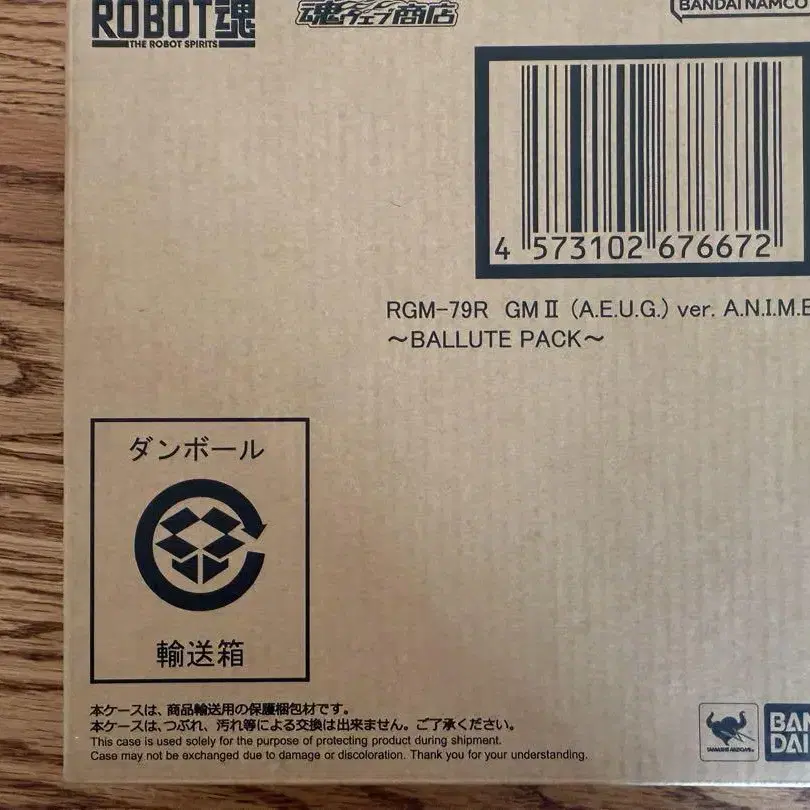 ROBOT魂
THE ROBOT SPIRITS
魂ウェブ商店
BANDAI NAMCO
4 573102 676672
RGM-79R GMⅡ (A.E.U.G.) ver. A.N.I.M.E
～BALLUTE PACK～
ダンボール
輸送箱
本ケースは、商品輸送用の保護梱包材です。
本ケースは、つぶれ、汚れ等による交換は出来ません。ご了承ください。
This case is used solely for the purpose of protecting product during shipment.
Case may not be exchanged due to damage or discoloration. Thank you for your understanding.
TAMASHII NATIONS
BAN
DAI